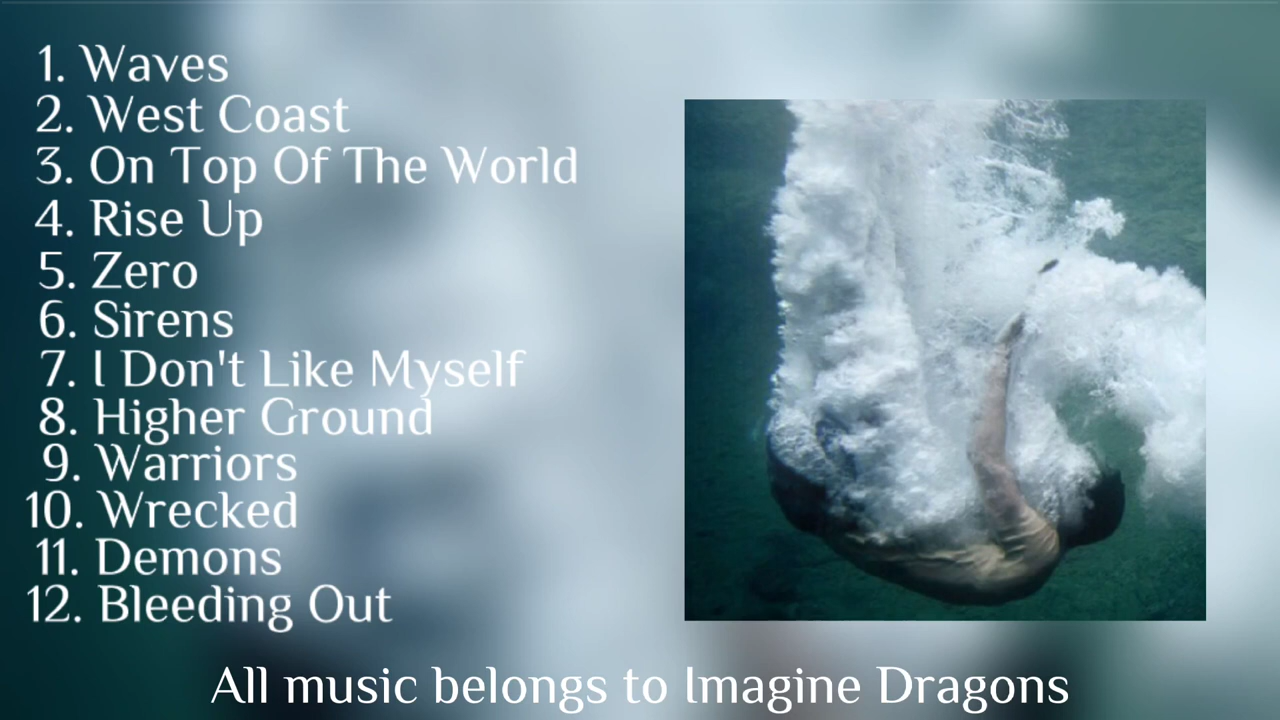 1. Waves
2. West Coast
3. On Top Of The World
4. Rise Up
5. Zero
6. Sirens
7. I Don't Like Myself
8. Higher Ground
9. Warriors
10. Wrecked
11. Demons
12. Bleeding Out
All music belongs to Imagine Dragons